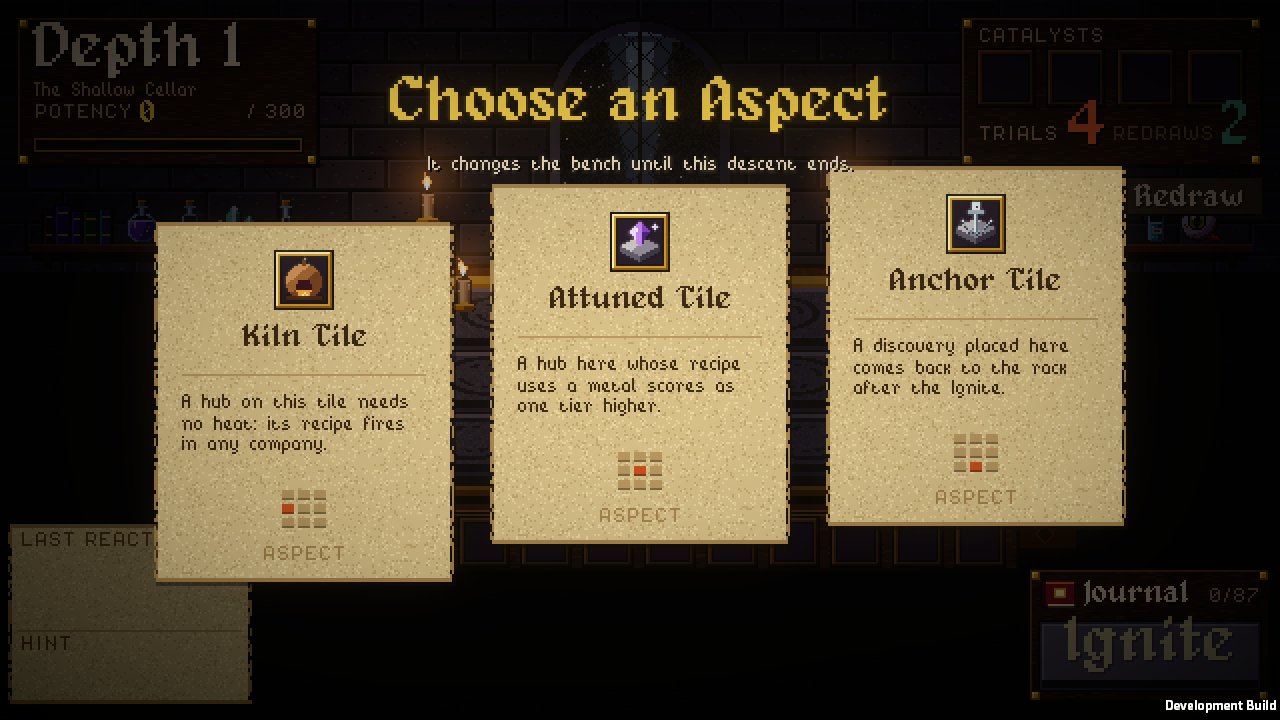 Depth 1
The Shallow Cellar
POTENCY 0 / 300
Choose an Aspect
It changes the bench until this descent ends.
CATALYSTS
TRIALS 4 REDRAWS 2
Redraw
Kiln Tile
A hub on this tile needs
no heat: its recipe fires
in any company.
ASPECT
Attuned Tile
A hub here whose recipe
uses a metal scores as
one tier higher.
ASPECT
Anchor Tile
A discovery placed here
comes back to the rack
after the Ignite.
ASPECT
LAST REACT
HINT
Journal 0/87
Ignite
Development Build